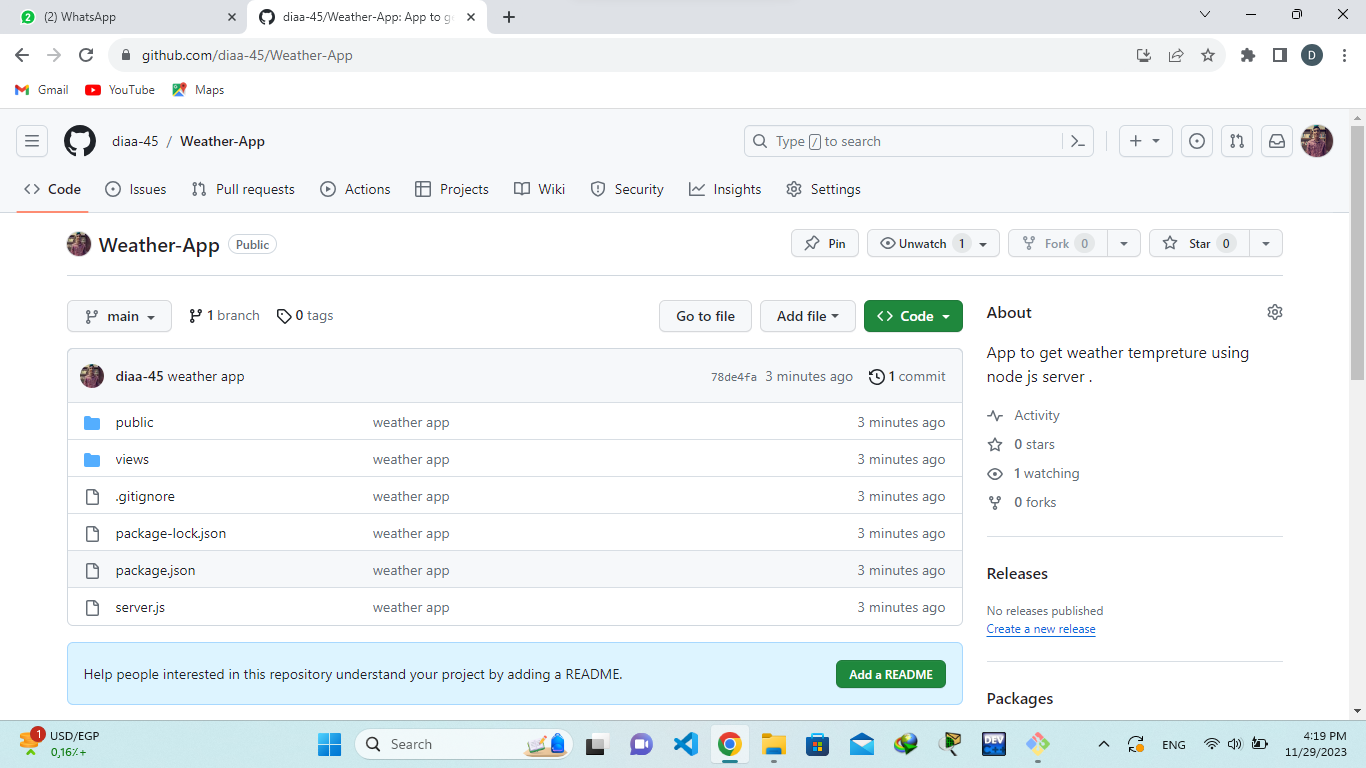 (2) WhatsApp
diaa-45/Weather-App: App to ge
github.com/diaa-45/Weather-App
D
Gmail
YouTube
Maps
diaa-45 / Weather-App
Type / to search
Code
Issues
Pull requests
Actions
Projects
Wiki
Security
Insights
Settings
Weather-App Public
Pin
Unwatch 1
Fork 0
Star 0
main
1 branch
0 tags
Go to file
Add file
Code
diaa-45 weather app 78de4fa 3 minutes ago 1 commit
public weather app 3 minutes ago
views weather app 3 minutes ago
.gitignore weather app 3 minutes ago
package-lock.json weather app 3 minutes ago
package.json weather app 3 minutes ago
server.js weather app 3 minutes ago
Help people interested in this repository understand your project by adding a README.
Add a README
About
App to get weather tempreture using
node js server .
Activity
0 stars
1 watching
0 forks
Releases
No releases published
Create a new release
Packages
1
USD/EGP
0,16٪+
Search
DEV
ENG
4:19 PM
11/29/2023